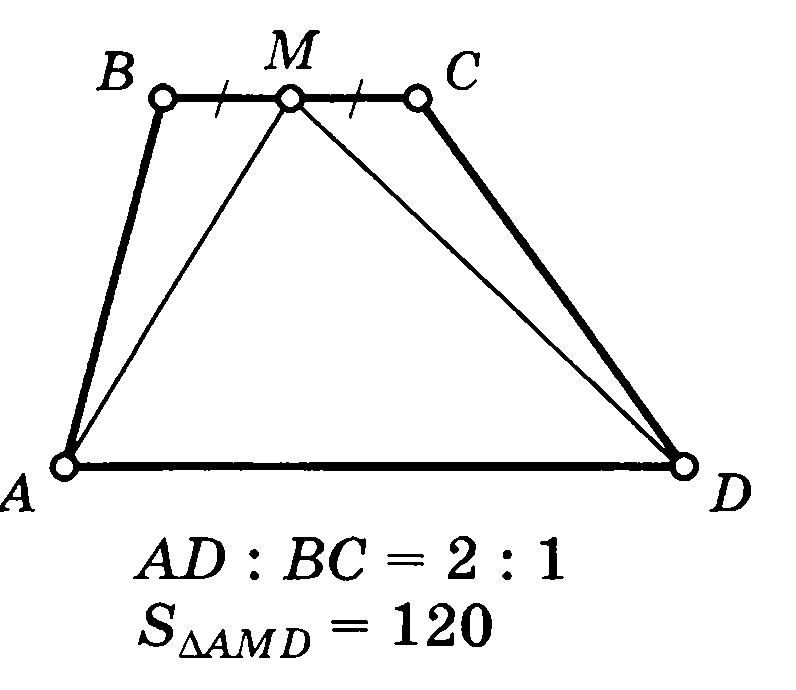 B M C
A D
AD : BC = 2 : 1
S△AMD = 120